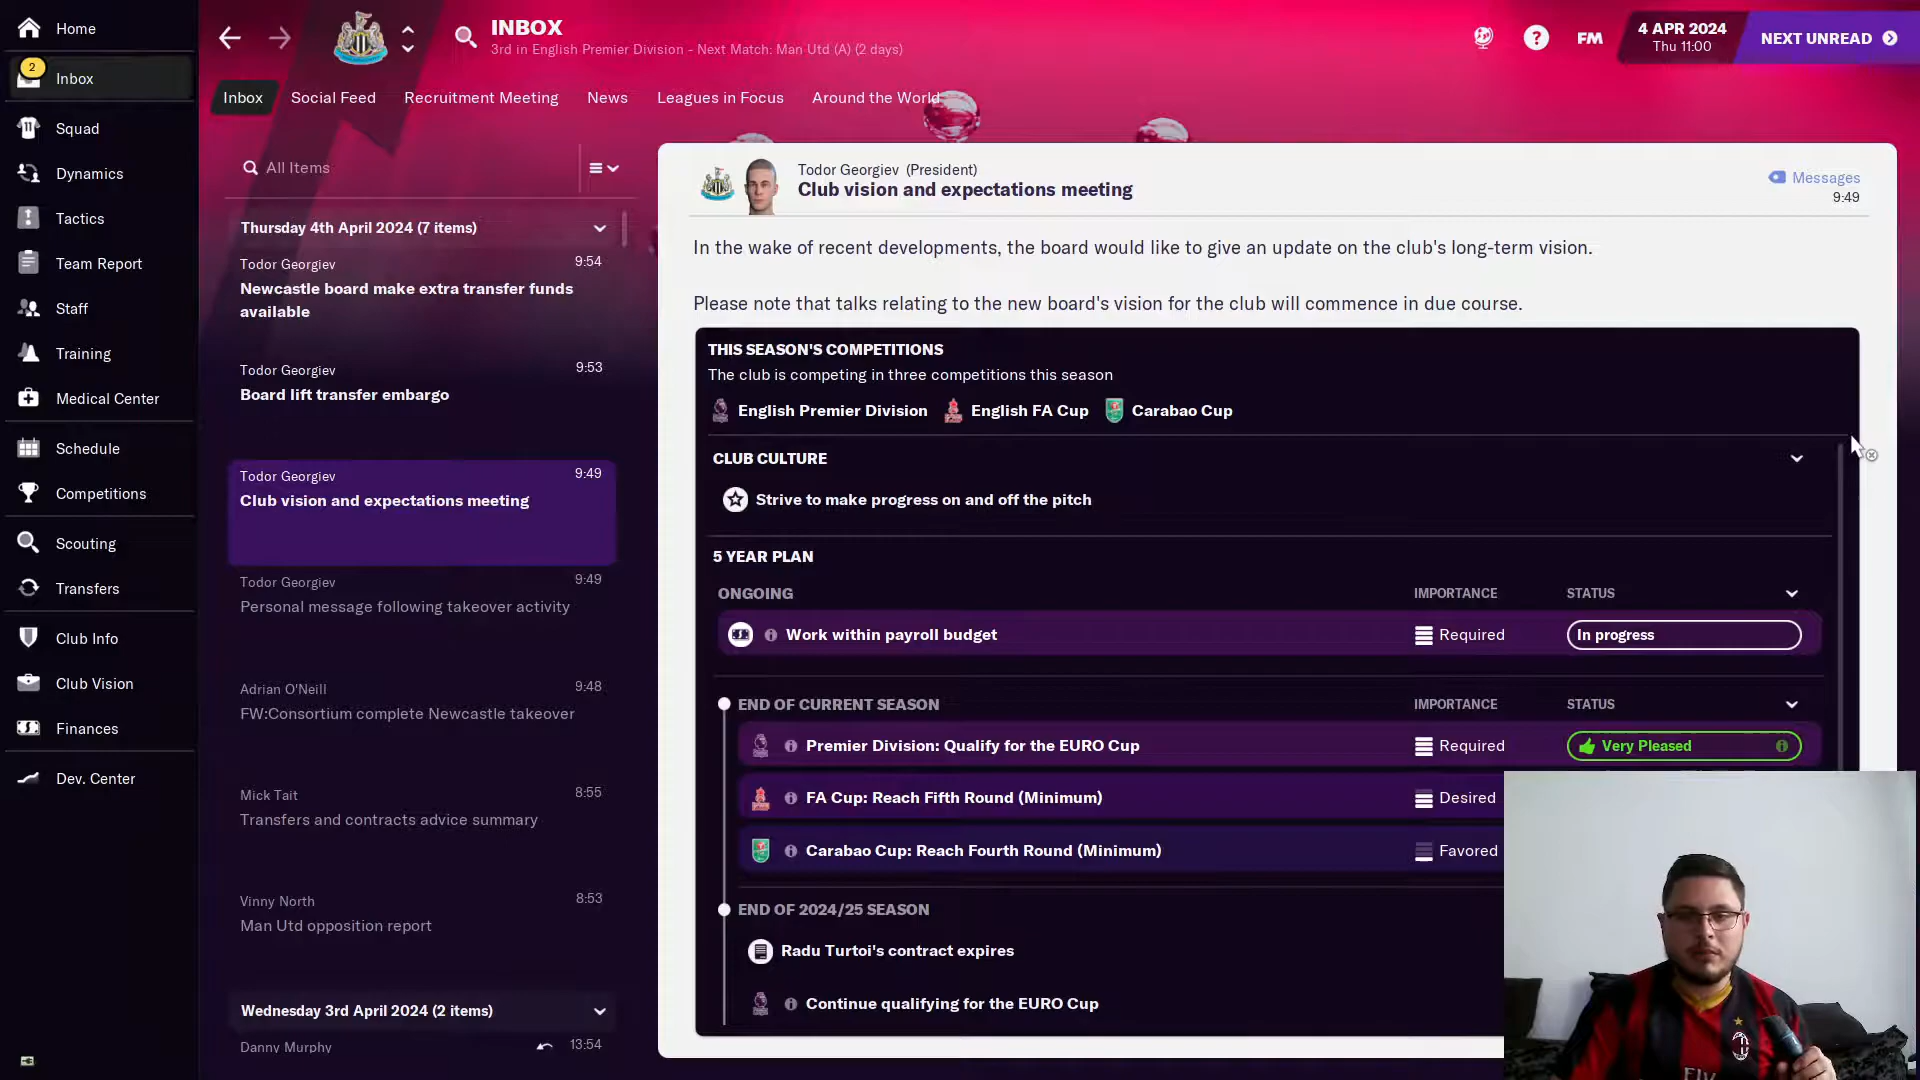 Home
2
Inbox
Squad
Dynamics
Tactics
Team Report
Staff
Training
Medical Center
Schedule
Competitions
Scouting
Transfers
Club Info
Club Vision
Finances
Dev. Center
INBOX
3rd in English Premier Division - Next Match: Man Utd (A) (2 days)
FM
4 APR 2024
Thu 11:00
NEXT UNREAD
Inbox
Social Feed
Recruitment Meeting
News
Leagues in Focus
Around the World
All Items
Thursday 4th April 2024 (7 items)
Todor Georgiev
9:54
Newcastle board make extra transfer funds
available
Todor Georgiev
9:53
Board lift transfer embargo
Todor Georgiev
9:49
Club vision and expectations meeting
Todor Georgiev
9:49
Personal message following takeover activity
Adrian O'Neill
9:48
FW:Consortium complete Newcastle takeover
Mick Tait
8:55
Transfers and contracts advice summary
Vinny North
8:53
Man Utd opposition report
Wednesday 3rd April 2024 (2 items)
Danny Murphy
13:54
Todor Georgiev (President)
Club vision and expectations meeting
Messages
9:49
In the wake of recent developments, the board would like to give an update on the club's long-term vision.
Please note that talks relating to the new board's vision for the club will commence in due course.
THIS SEASON'S COMPETITIONS
The club is competing in three competitions this season
English Premier Division
English FA Cup
Carabao Cup
CLUB CULTURE
Strive to make progress on and off the pitch
5 YEAR PLAN
ONGOING
IMPORTANCE
STATUS
Work within payroll budget
Required
In progress
END OF CURRENT SEASON
IMPORTANCE
STATUS
Premier Division: Qualify for the EURO Cup
Required
Very Pleased
FA Cup: Reach Fifth Round (Minimum)
Desired
Carabao Cup: Reach Fourth Round (Minimum)
Favored
END OF 2024/25 SEASON
Radu Turtoi's contract expires
Continue qualifying for the EURO Cup